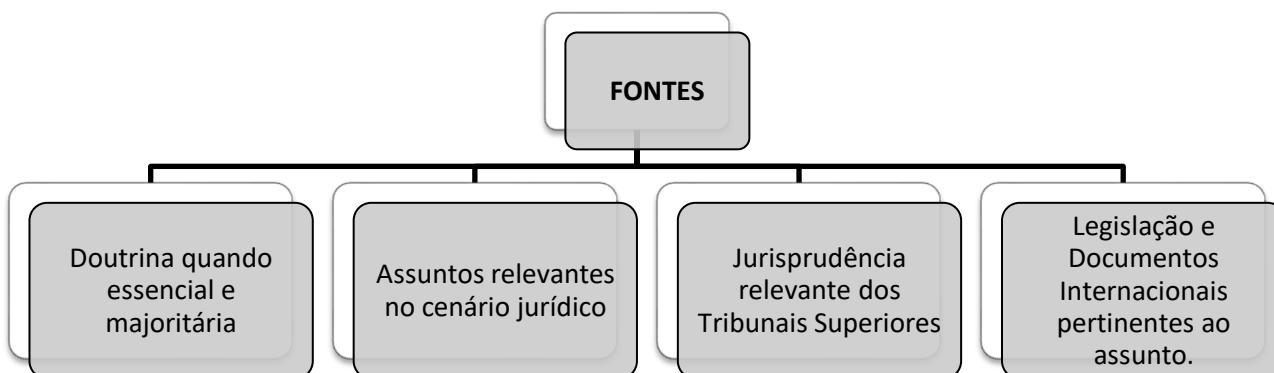 FONTES
Doutrina quando
essencial e
majoritária
Assuntos relevantes
no cenário jurídico
Jurisprudência
relevante dos
Tribunais Superiores
Legislação e
Documentos
Internacionais
pertinentes ao
assunto.